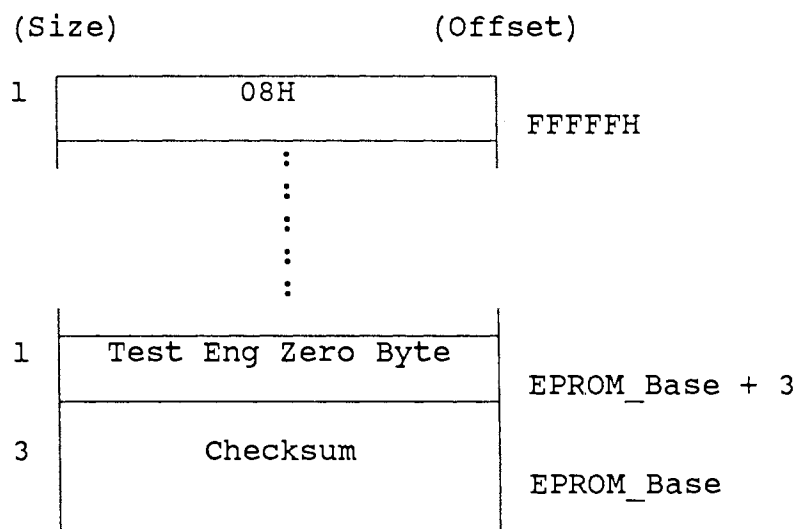 (Size) (Offset)
1 08H
FFFFFH
:
:
:
:
:
1 Test Eng Zero Byte
EPROM_Base + 3
3 Checksum
EPROM_Base